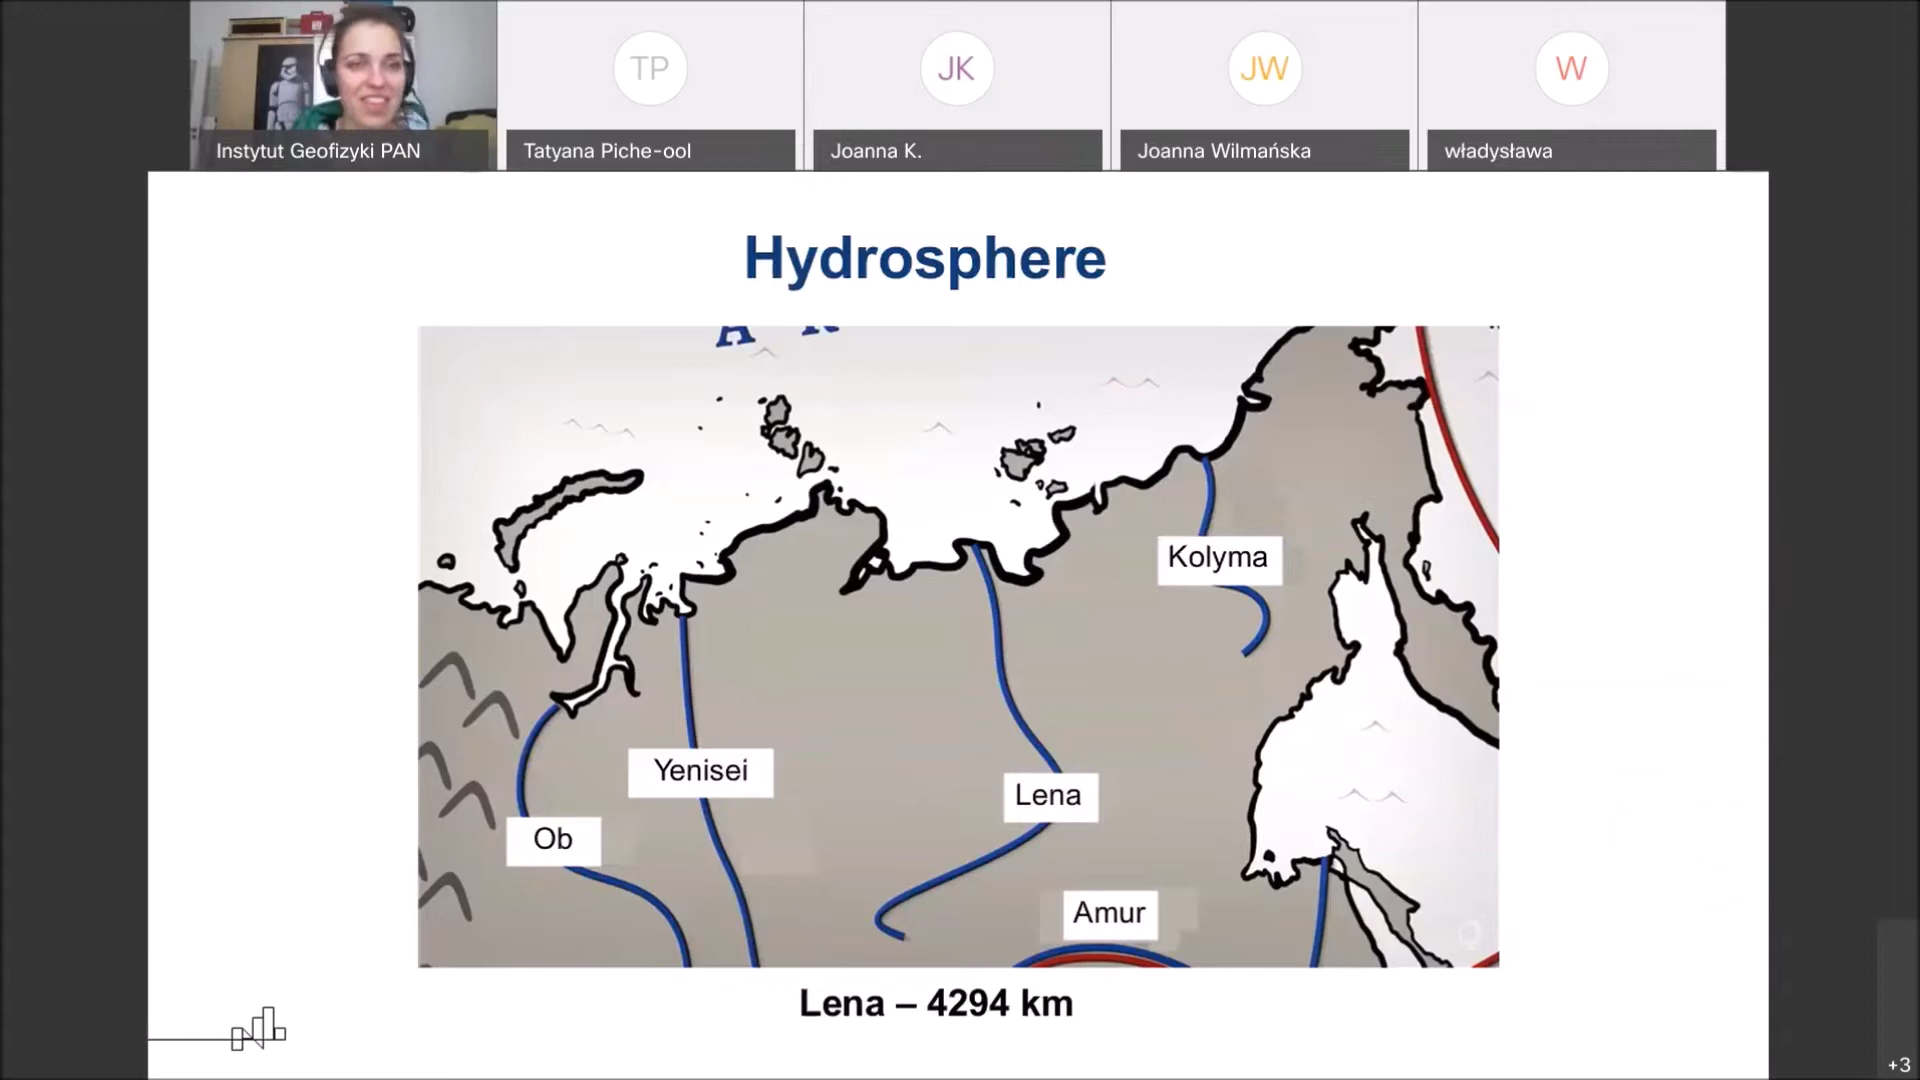 TP
JK
JW
W
Instytut Geofizyki PAN
Tatyana Piche-ool
Joanna K.
Joanna Wilmańska
władysława
Hydrosphere
A R
Kolyma
Yenisei
Lena
Ob
Amur
Lena – 4294 km
+3